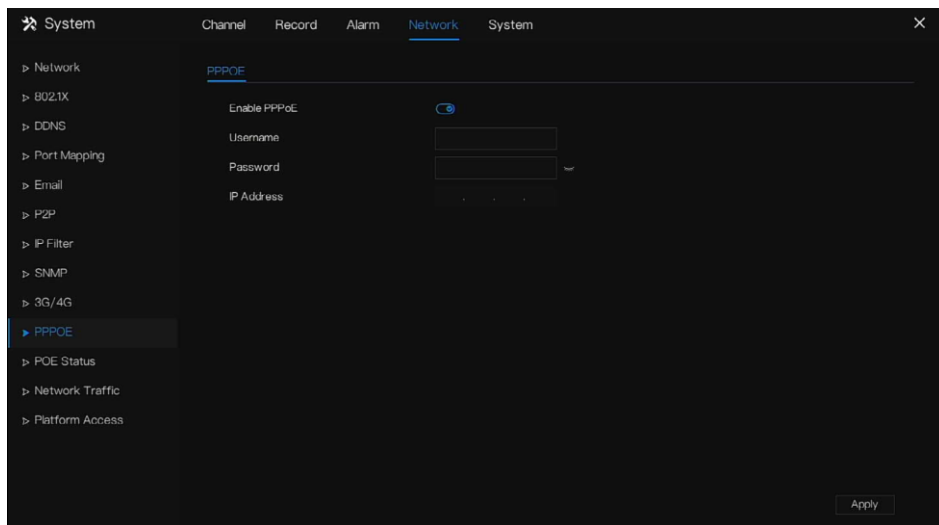 System
Channel Record Alarm Network System
Network
802.1X
DDNS
Port Mapping
Email
P2P
IP Filter
SNMP
3G/4G
PPPOE
POE Status
Network Traffic
Platform Access
PPPOE
Enable PPPoE
Username
Password
IP Address
Apply